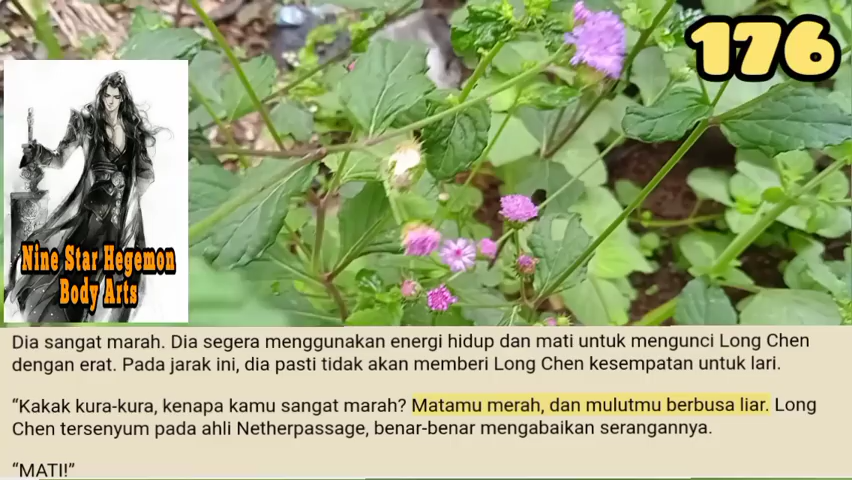 176
Nine Star Hegemon
Body Arts
Dia sangat marah. Dia segera menggunakan energi hidup dan mati untuk mengunci Long Chen
dengan erat. Pada jarak ini, dia pasti tidak akan memberi Long Chen kesempatan untuk lari.
“Kakak kura-kura, kenapa kamu sangat marah? Matamu merah, dan mulutmu berbusa liar. Long
Chen tersenyum pada ahli Netherpassage, benar-benar mengabaikan serangannya.
“MATI!”